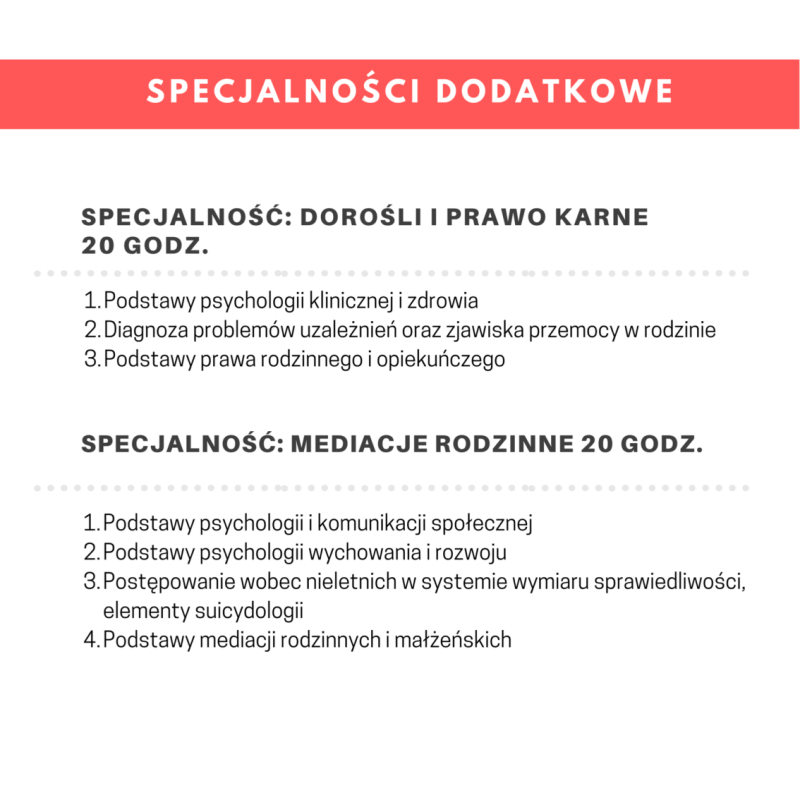 SPECJALNOŚCI DODATKOWE
SPECJALNOŚĆ: DOROŚLI I PRAWO KARNE
20 GODZ.
1. Podstawy psychologii klinicznej i zdrowia
2. Diagnoza problemów uzależnień oraz zjawiska przemocy w rodzinie
3. Podstawy prawa rodzinnego i opiekuńczego
SPECJALNOŚĆ: MEDIACJE RODZINNE 20 GODZ.
1. Podstawy psychologii i komunikacji społecznej
2. Podstawy psychologii wychowania i rozwoju
3. Postępowanie wobec nieletnich w systemie wymiaru sprawiedliwości,
elementy suicydologii
4. Podstawy mediacji rodzinnych i małżeńskich